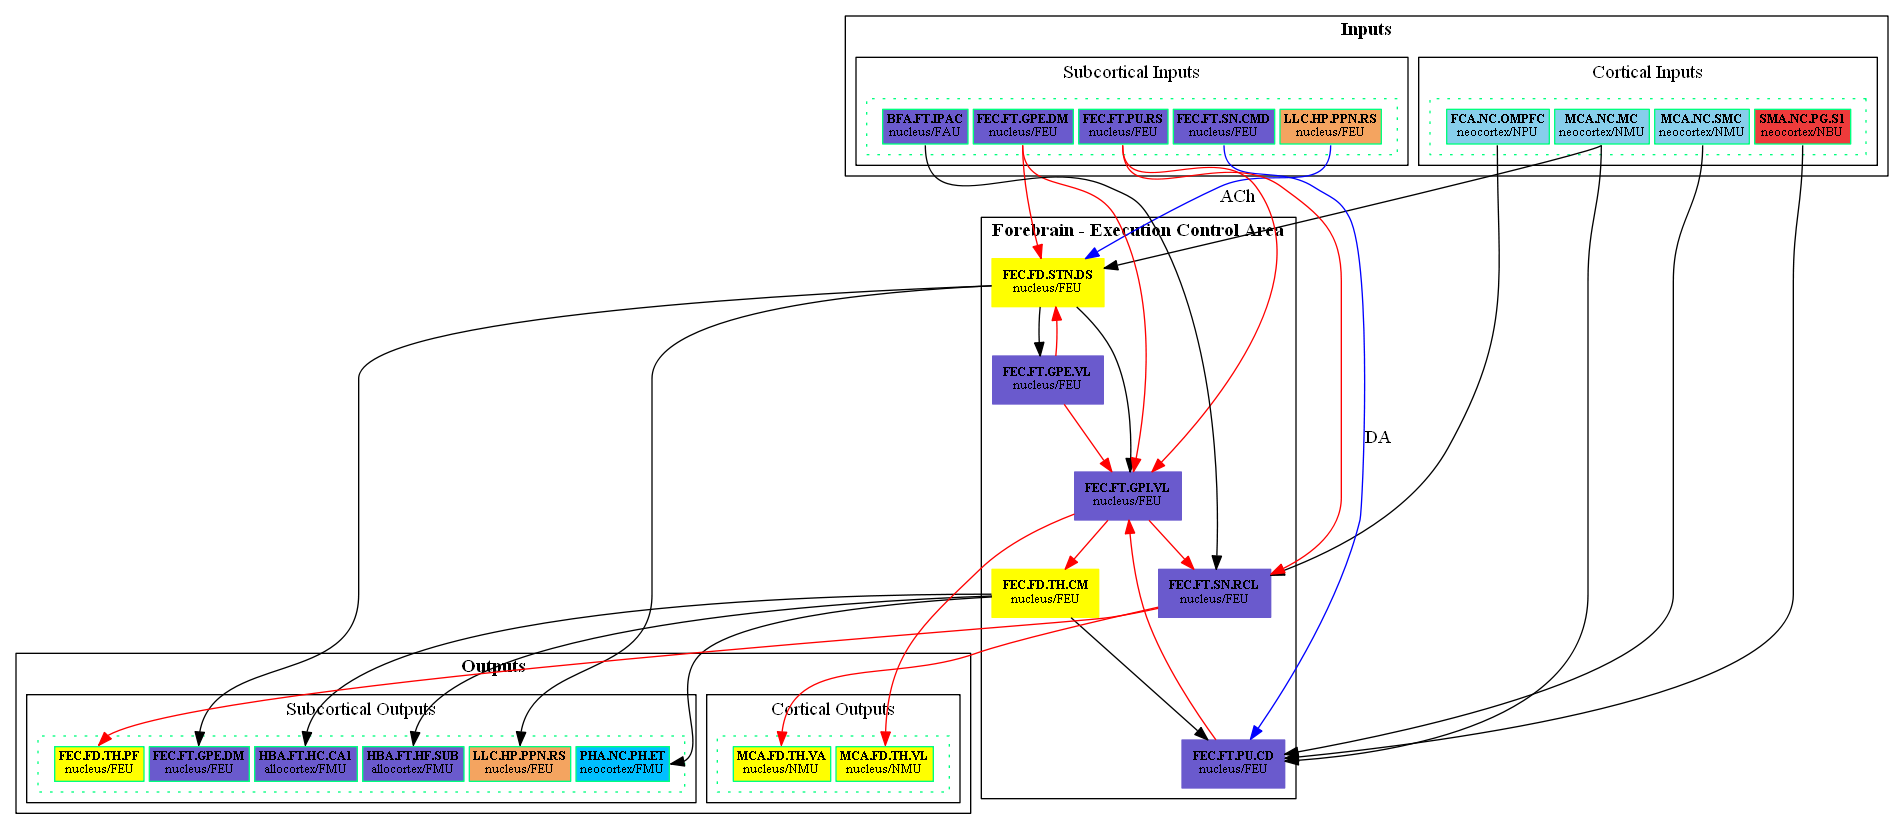 Inputs
Subcortical Inputs
Cortical Inputs
BFA.FT.IPAC
nucleus/FAU
FEC.FT.GPE.DM
nucleus/FEU
FEC.FT.PU.RS
nucleus/FEU
FEC.FT.SN.CMD
nucleus/FEU
LLC.HP.PPN.RS
nucleus/FEU
FCA.NC.OMPFC
neocortex/NPU
MCA.NC.MC
neocortex/NMU
MCA.NC.SMC
neocortex/NMU
SMA.NC.PG.S1
neocortex/NBU
ACh
Forebrain - Execution Control Area
FEC.FD.STN.DS
nucleus/FEU
FEC.FT.GPE.VL
nucleus/FEU
DA
FEC.FT.GPI.VL
nucleus/FEU
FEC.FD.TH.CM
nucleus/FEU
FEC.FT.SN.RCL
nucleus/FEU
FEC.FT.PU.CD
nucleus/FEU
Outputs
Subcortical Outputs
Cortical Outputs
FEC.FD.TH.PF
nucleus/FEU
FEC.FT.GPE.DM
nucleus/FEU
HBA.FT.HC.CA1
allocortex/FMU
HBA.FT.HF.SUB
allocortex/FMU
LLC.HP.PPN.RS
nucleus/FEU
PHA.NC.PH.ET
neocortex/FMU
MCA.FD.TH.VA
nucleus/NMU
MCA.FD.TH.VL
nucleus/NMU